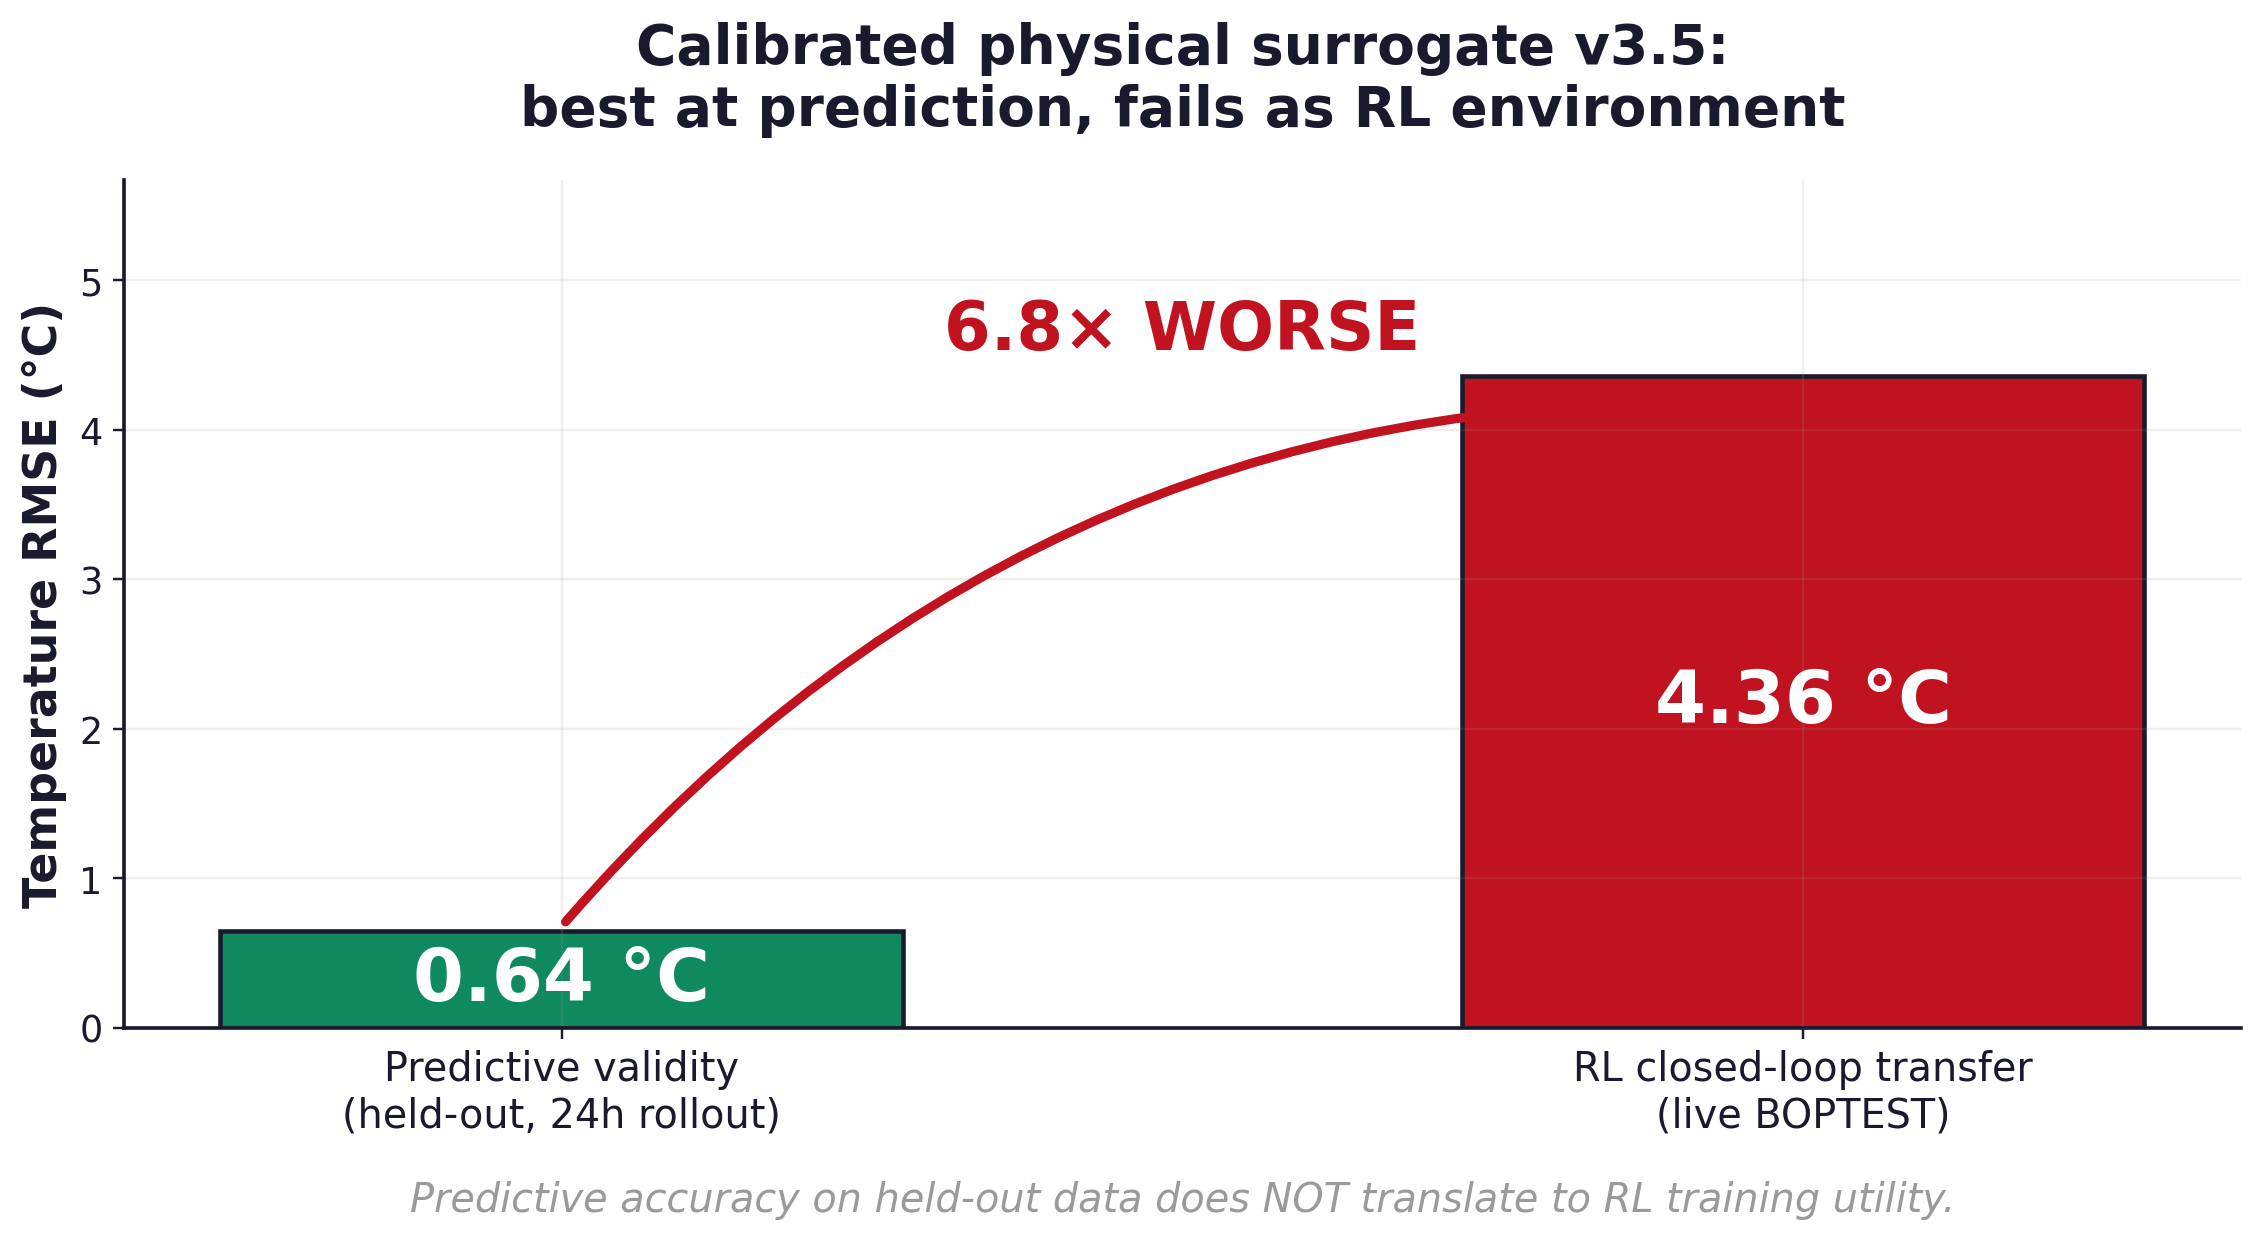 Calibrated physical surrogate v3.5:
best at prediction, fails as RL environment
Temperature RMSE (°C)
5
4
3
2
1
0
6.8× WORSE
0.64 °C
4.36 °C
Predictive validity
(held-out, 24h rollout)
RL closed-loop transfer
(live BOPTEST)
Predictive accuracy on held-out data does NOT translate to RL training utility.